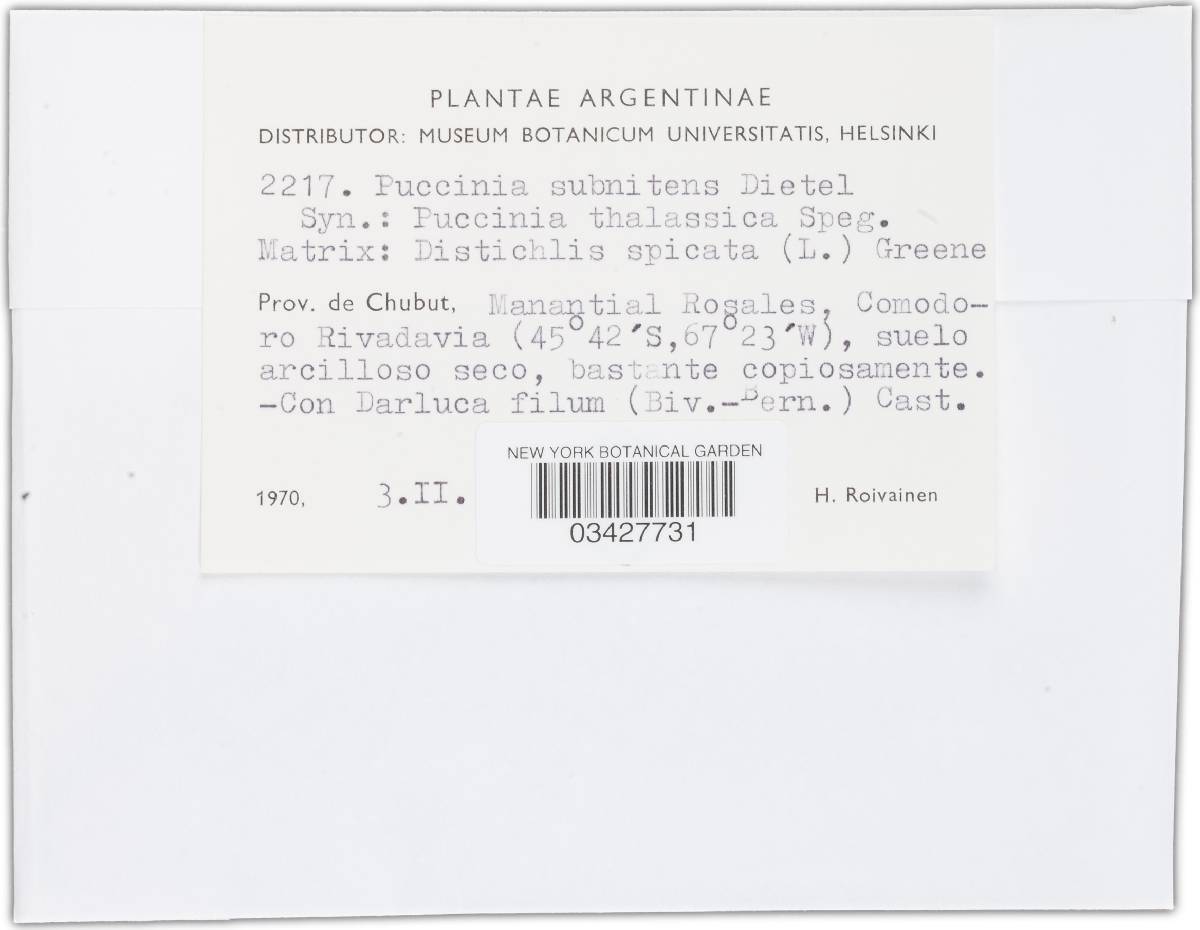 PLANTAE ARGENTINAE
DISTRIBUTOR: MUSEUM BOTANICUM UNIVERSITATIS, HELSINKI
2217. Puccinia subnitens Dietel
Syn.: Puccinia thalassica Speg.
Matrix: Distichlis spicata (L.) Greene
Prov. de Chubut, Manantial Rosales, Comodo-
ro Rivadavia (45°42′S,67°23′W), suelo
arcilloso seco, bastante copiosamente.
-Con Darluca filum (Biv.-Bern.) Cast.
1970, 3.II.
NEW YORK BOTANICAL GARDEN
03427731
H. Roivainen